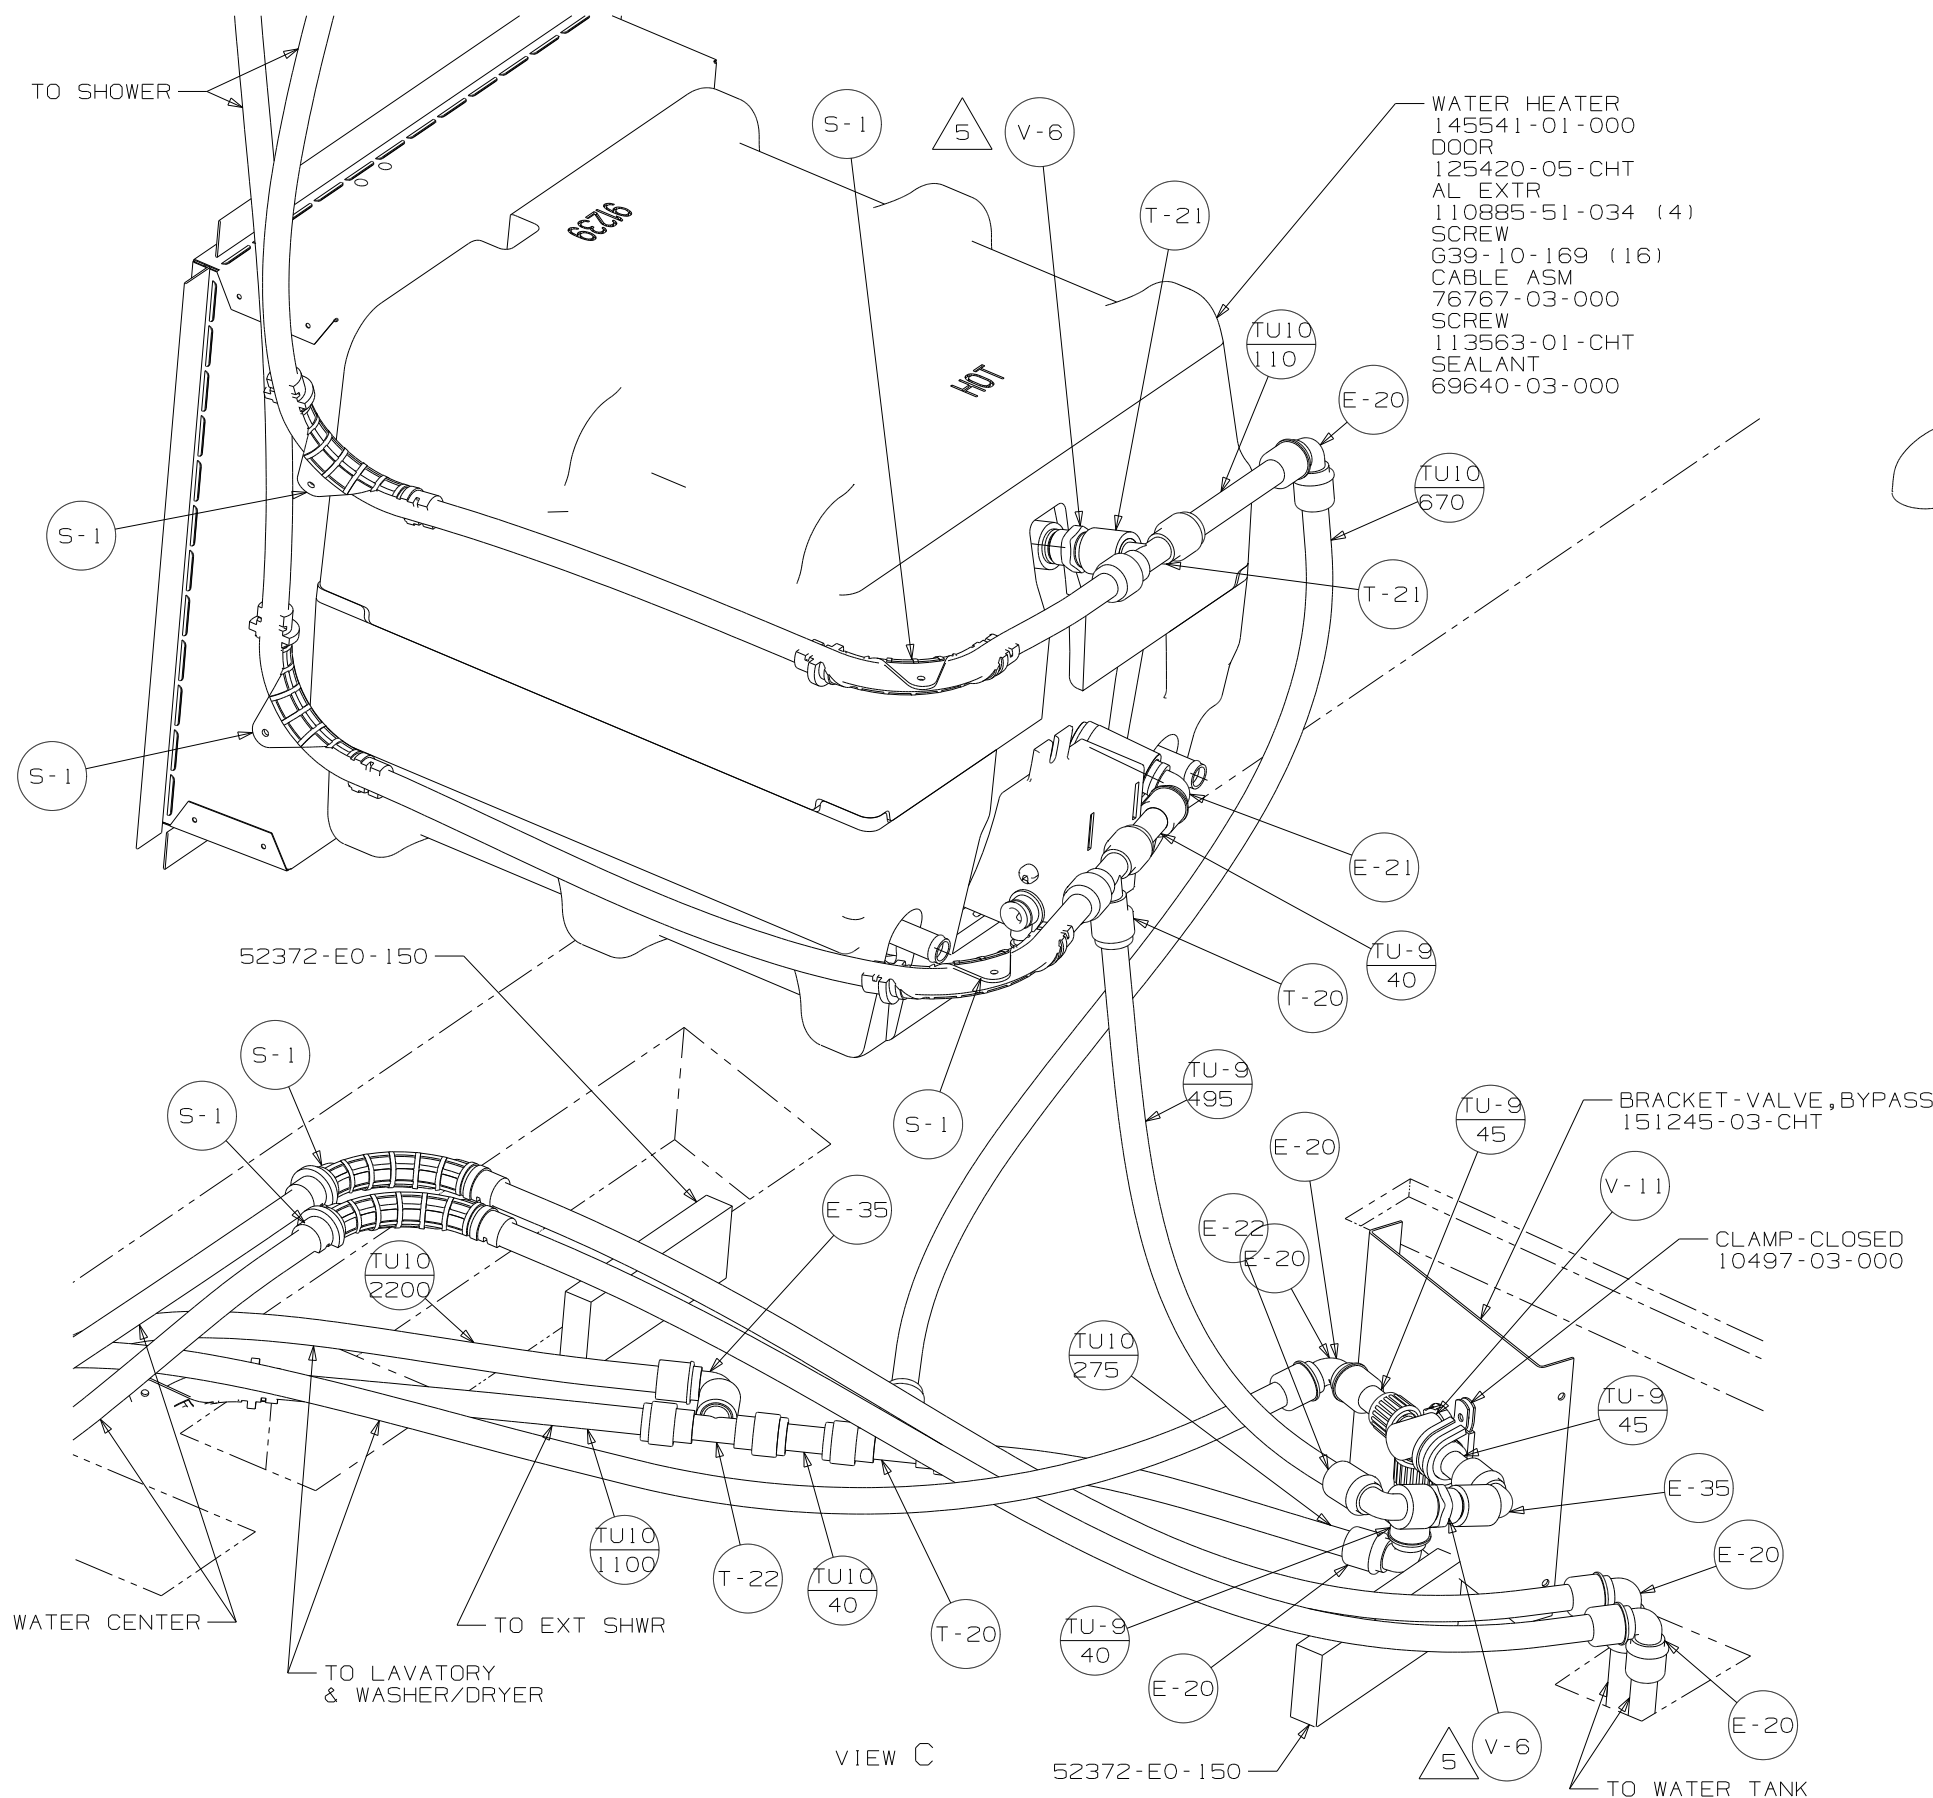 TO SHOWER
S-1
5
V-6
T-21
WATER HEATER
145541-01-000
DOOR
125420-05-CHT
AL EXTR
110885-51-034 (4)
SCREW
G39-10-169 (16)
CABLE ASM
76767-03-000
SCREW
113563-01-CHT
SEALANT
69640-03-000
91239
HOT
TU10
110
E-20
TU10
670
S-1
T-21
S-1
E-21
52372-E0-150
TU-9
40
T-20
S-1
S-1
S-1
TU-9
495
TU-9
45
BRACKET-VALVE,BYPASS
151245-03-CHT
E-20
V-11
E-35
E-22
E-20
CLAMP-CLOSED
10497-03-000
TU10
2200
TU10
275
TU-9
45
E-35
TU10
1100
T-22
TU10
40
E-20
WATER CENTER
TO EXT SHWR
T-20
TU-9
40
TO LAVATORY
& WASHER/DRYER
E-20
E-20
5
V-6
VIEW C
52372-E0-150
TO WATER TANK